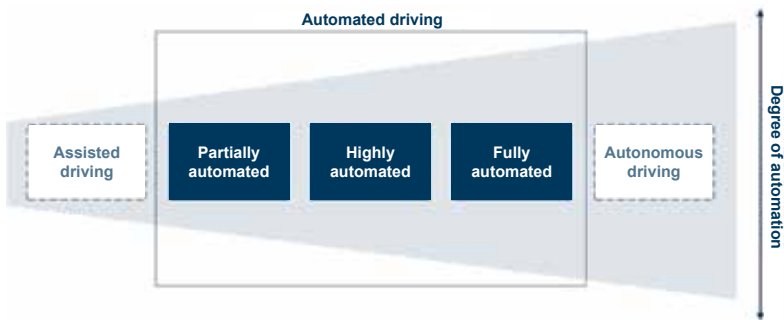 Automated driving
Assisted
driving
Partially
automated
Highly
automated
Fully
automated
Autonomous
driving
Degree of automation